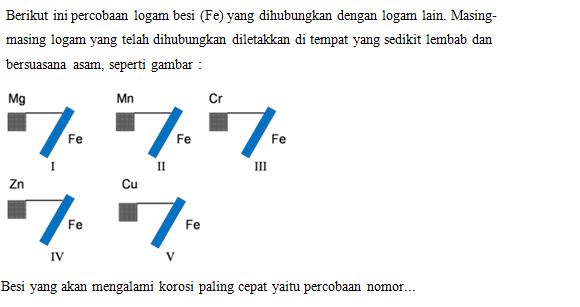 Berikut ini percobaan logam besi (Fe) yang dihubungkan dengan logam lain. Masing-
masing logam yang telah dihubungkan diletakkan di tempat yang sedikit lembab dan
bersuasana asam, seperti gambar :
Mg Mn Cr
Fe Fe Fe
I II III
Zn Cu
Fe Fe
IV V
Besi yang akan mengalami korosi paling cepat yaitu percobaan nomor...